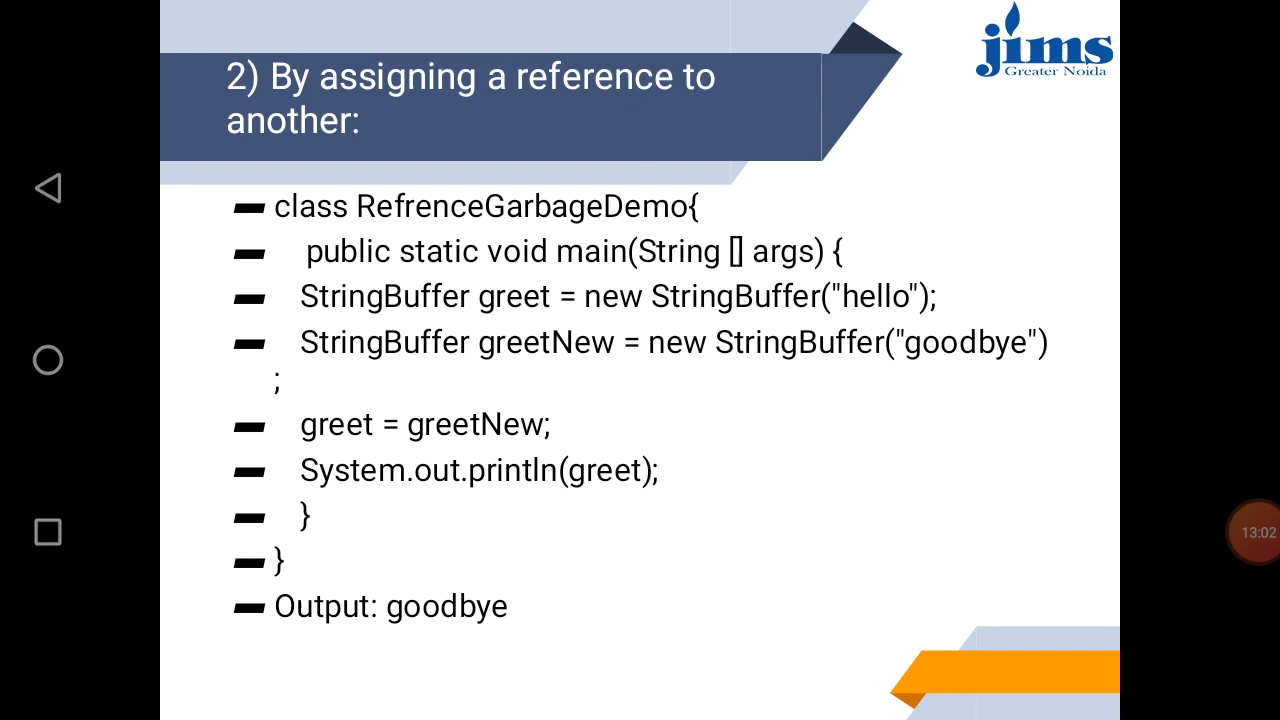 jims
Greater Noida
2) By assigning a reference to
another:
class RefrenceGarbageDemo{
public static void main(String [] args) {
StringBuffer greet = new StringBuffer("hello");
StringBuffer greetNew = new StringBuffer("goodbye")
;
greet = greetNew;
System.out.println(greet);
}
}
Output: goodbye
13:02